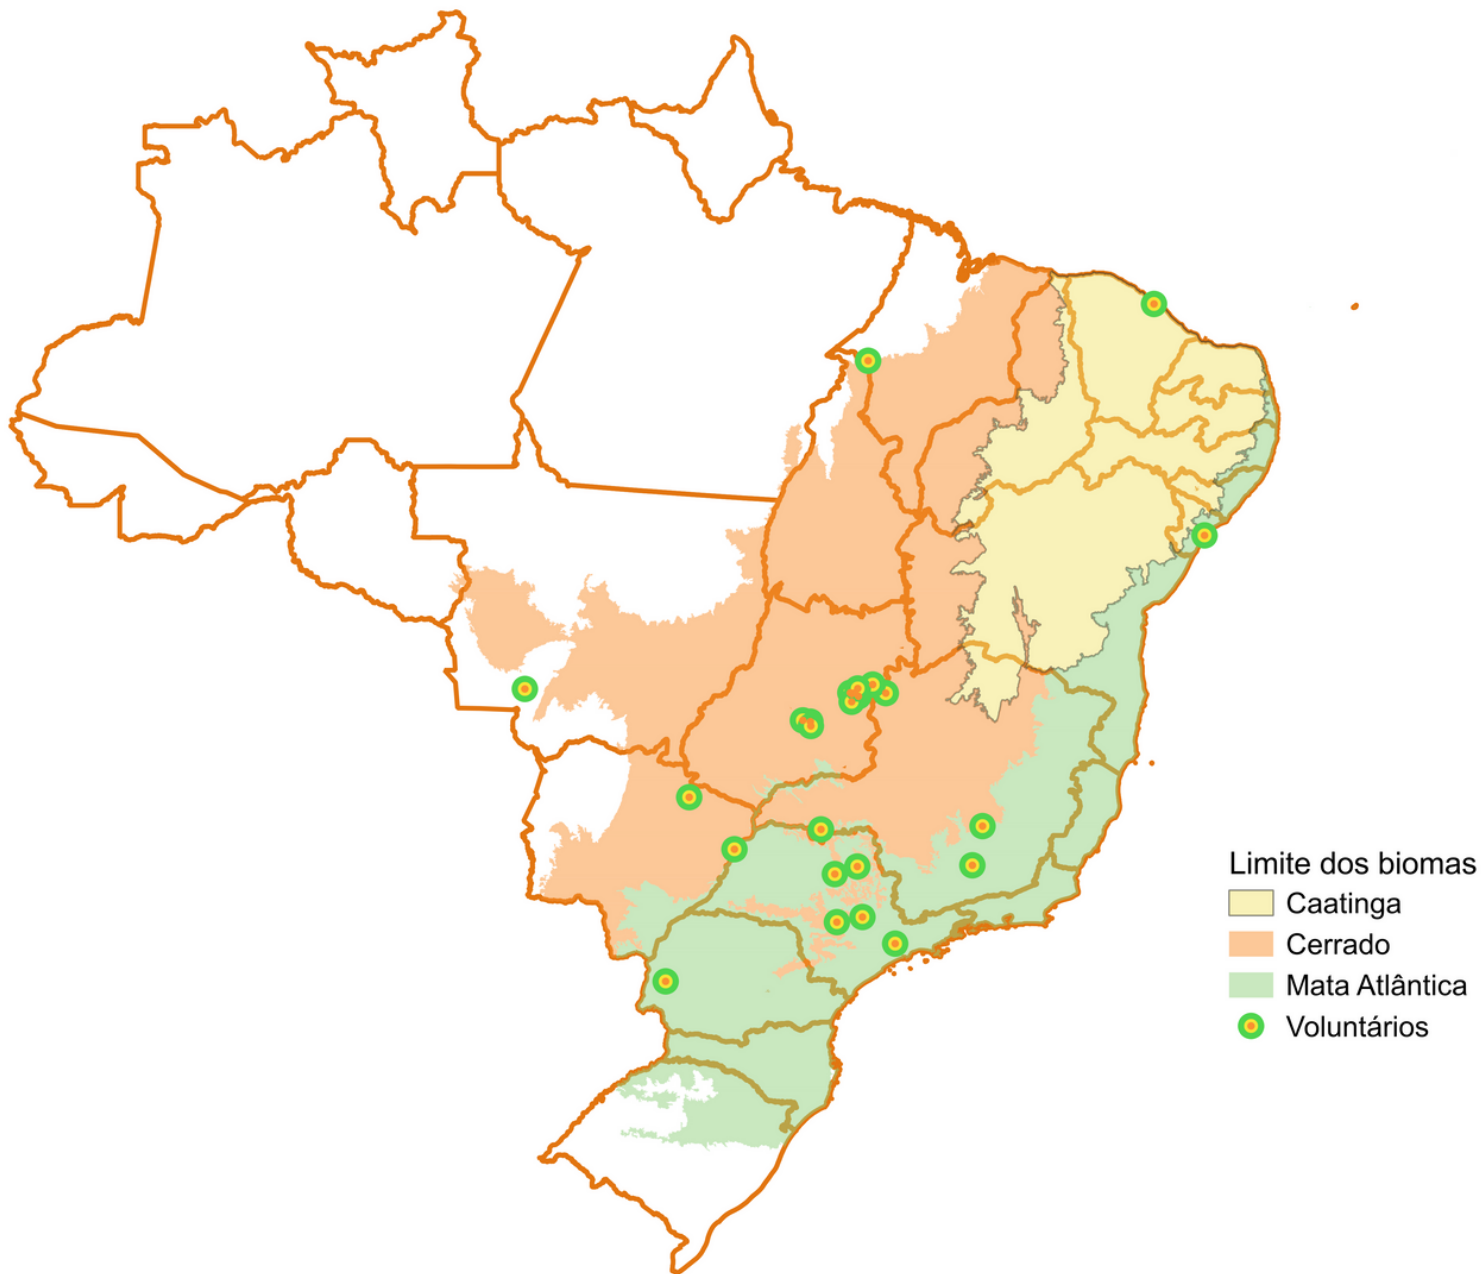 Limite dos biomas
Caatinga
Cerrado
Mata Atlântica
Voluntários